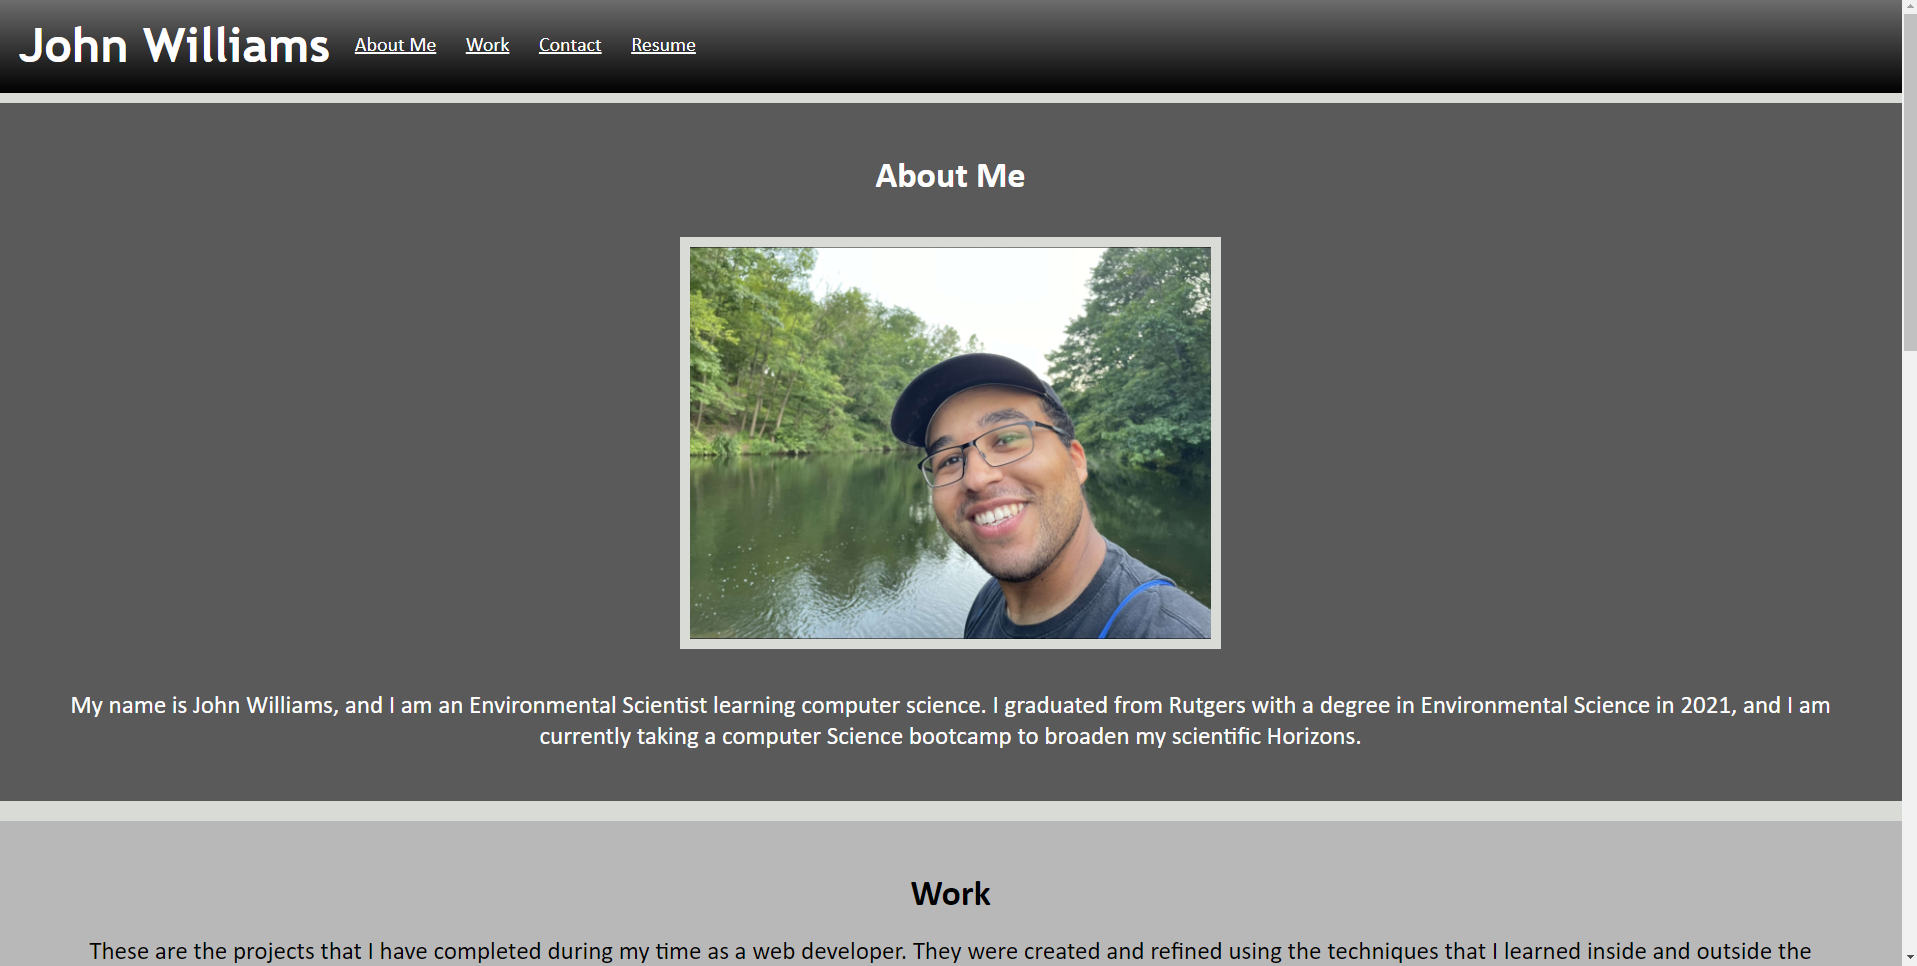 John Williams
About Me Work Contact Resume
About Me
My name is John Williams, and I am an Environmental Scientist learning computer science. I graduated from Rutgers with a degree in Environmental Science in 2021, and I am
currently taking a computer Science bootcamp to broaden my scientific Horizons.
Work
These are the projects that I have completed during my time as a web developer. They were created and refined using the techniques that I learned inside and outside the